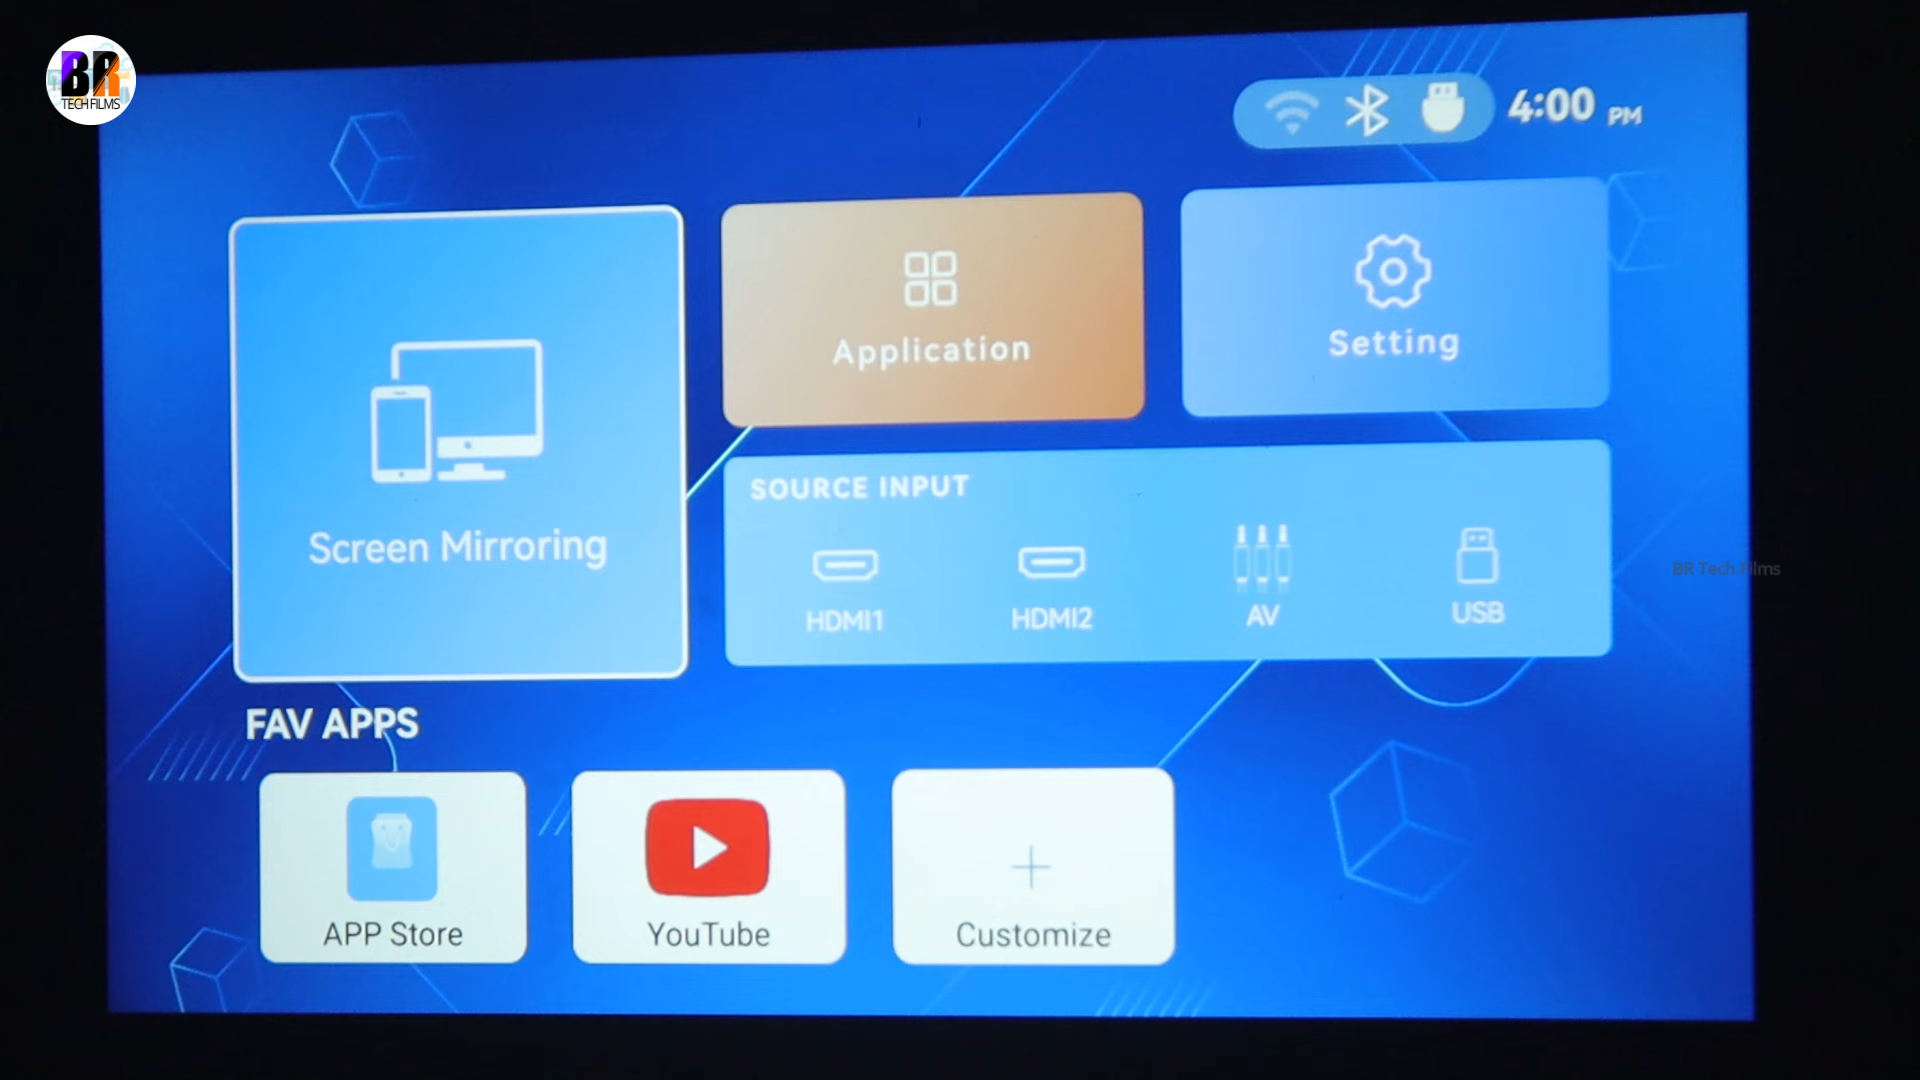 BR
TECH FILMS
4:00 PM
Application
Setting
Screen Mirroring
SOURCE INPUT
HDMI1
HDMI2
AV
USB
BR Tech Films
FAV APPS
APP Store
YouTube
Customize